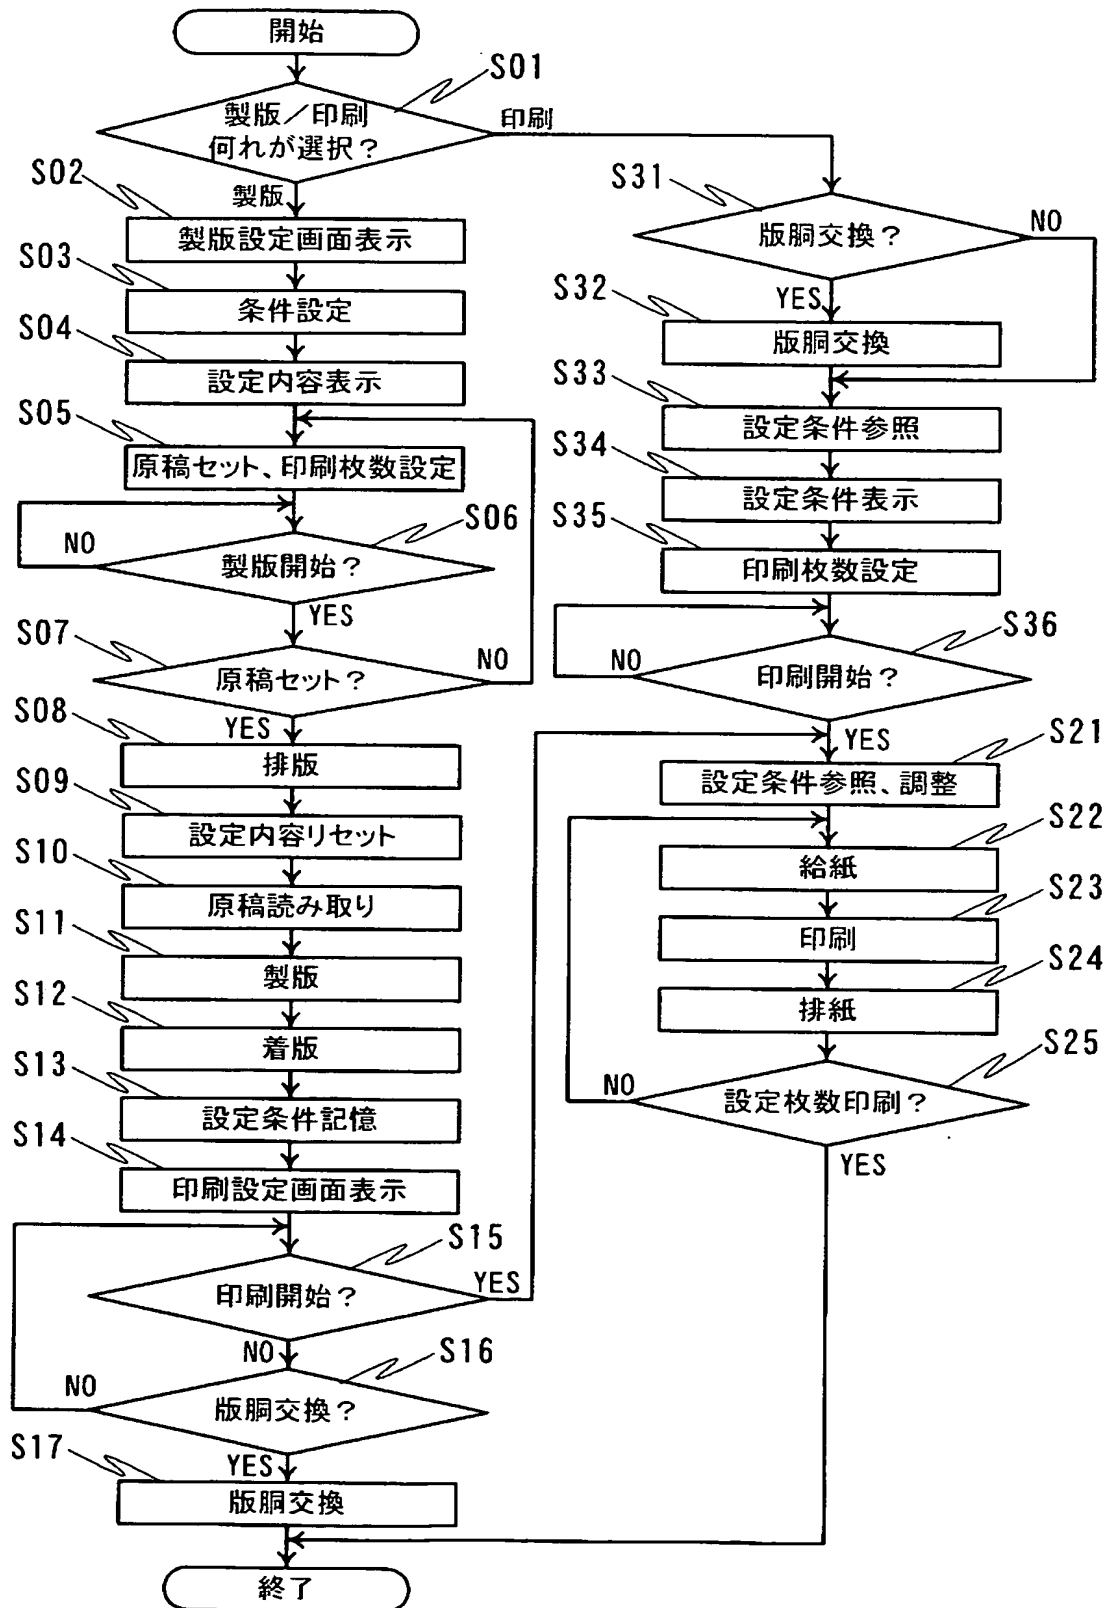 開始
S01
製版/印刷
何れが選択?
印刷
製版
S02
製版設定画面表示
S03
条件設定
S04
設定内容表示
S05
原稿セット、印刷枚数設定
S06
製版開始?
NO
YES
S07
原稿セット?
NO
YES
S08
排版
S09
設定内容リセット
S10
原稿読み取り
S11
製版
S12
着版
S13
設定条件記憶
S14
印刷設定画面表示
S15
印刷開始?
YES
NO
S16
版胴交換?
NO
YES
S17
版胴交換
終了
S31
版胴交換?
NO
YES
S32
版胴交換
S33
設定条件参照
S34
設定条件表示
S35
印刷枚数設定
S36
印刷開始?
NO
YES
S21
設定条件参照、調整
S22
給紙
S23
印刷
S24
排紙
S25
設定枚数印刷?
NO
YES